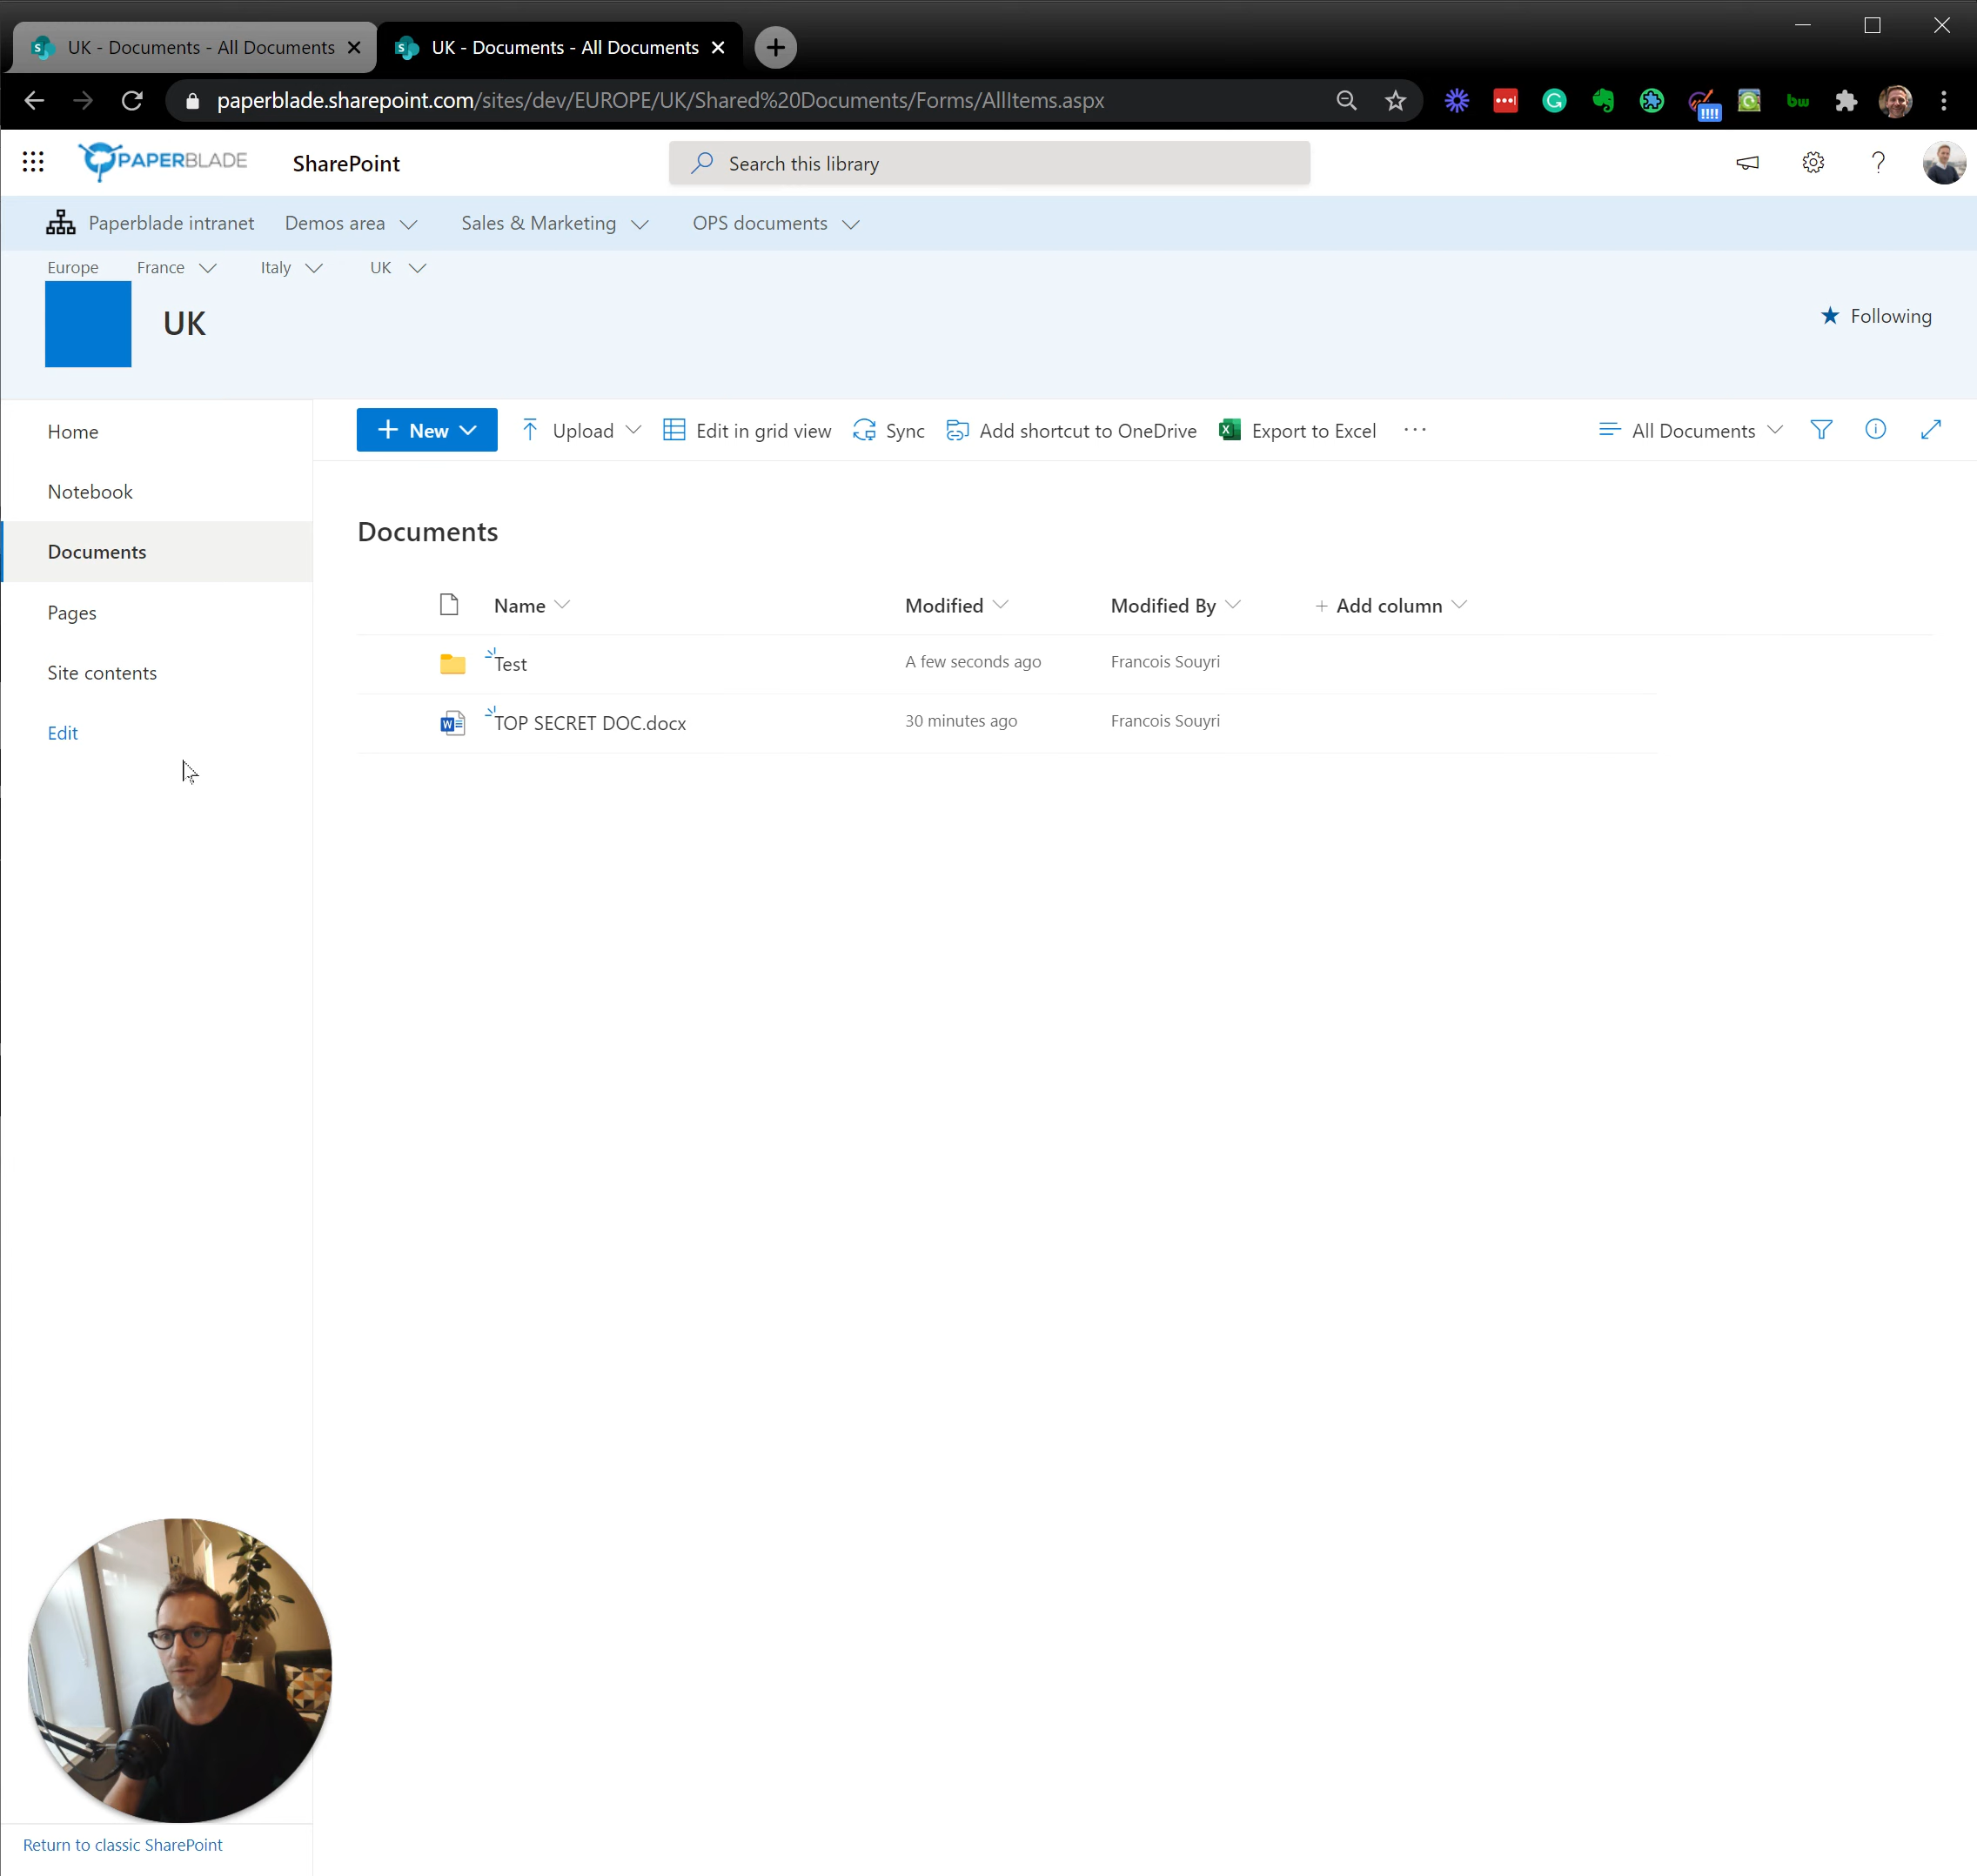 UK - Documents - All Documents
UK - Documents - All Documents
paperblade.sharepoint.com/sites/dev/EUROPE/UK/Shared%20Documents/Forms/AllItems.aspx
!!!!
bw
PAPERBLADE
SharePoint
Search this library
Paperblade intranet
Demos area
Sales & Marketing
OPS documents
Europe
France
Italy
UK
UK
Following
Home
Notebook
Documents
Pages
Site contents
Edit
New
Upload
Edit in grid view
Sync
Add shortcut to OneDrive
Export to Excel
All Documents
Documents
Name
Modified
Modified By
+ Add column
Test
A few seconds ago
Francois Souyri
TOP SECRET DOC.docx
30 minutes ago
Francois Souyri
Return to classic SharePoint